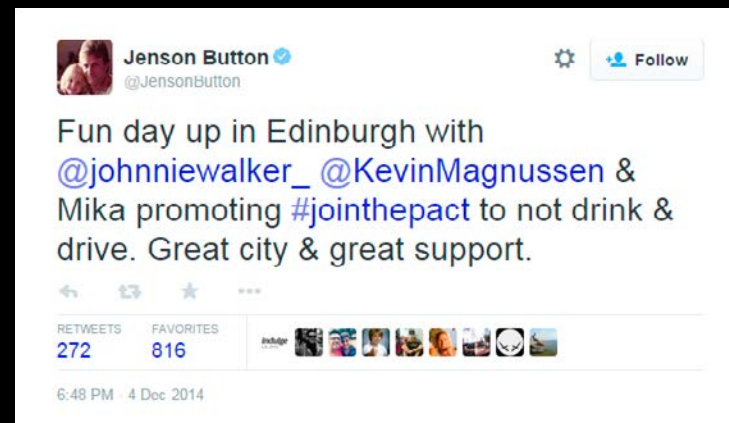 Jenson Button
@JensonButton
Follow
Fun day up in Edinburgh with
@johnniewalker_ @KevinMagnussen &
Mika promoting #jointhepact to not drink &
drive. Great city & great support.
RETWEETS FAVORITES
272 816
indulge
6:48 PM - 4 Dec 2014